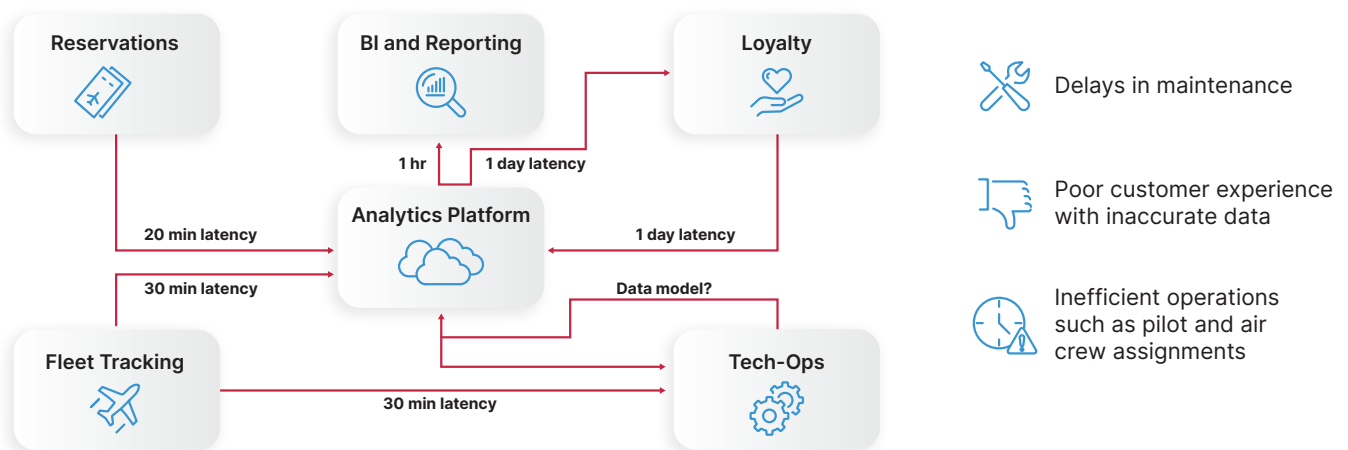 Reservations
BI and Reporting
Loyalty
1 hr
1 day latency
Analytics Platform
20 min latency
1 day latency
30 min latency
Data model?
Fleet Tracking
Tech-Ops
30 min latency
Delays in maintenance
Poor customer experience
with inaccurate data
Inefficient operations
such as pilot and air
crew assignments